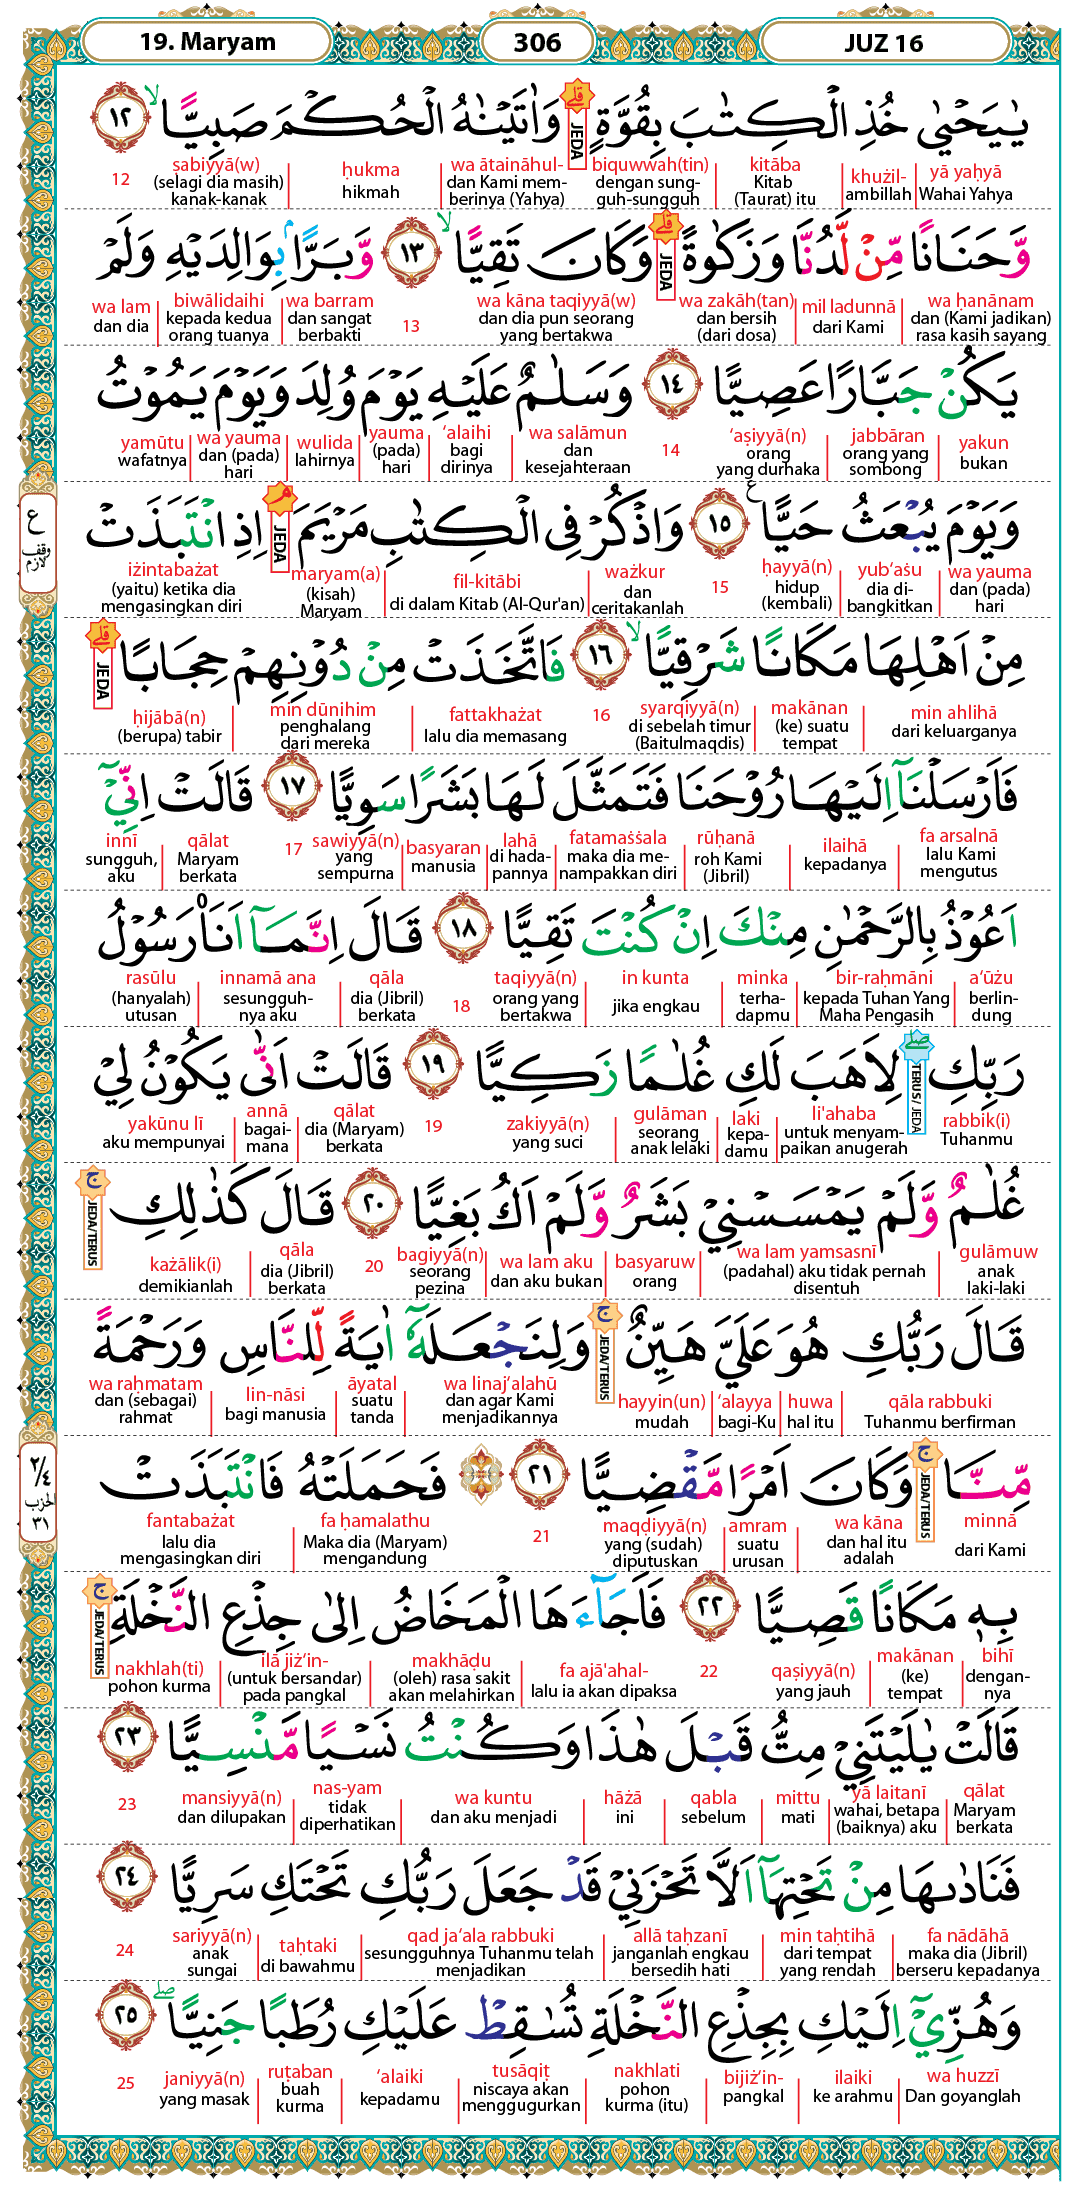 19. Maryam
306
JUZ 16
يٰيَحْيٰى خُذِ الْكِتٰبَ بِقُوَّةٍ ۗ وَاٰتَيْنٰهُ الْحُكْمَ صَبِيًّاۙ ١٢
JEDA
yā yaḥyā khużil- kitāba biquwwah(tin) wa ātaināhul- ḥukma ṣabiyyā(w) 12
Wahai Yahya ambillah Kitab (Taurat) itu dengan sungguh-sungguh dan Kami memberinya (Yahya) hikmah (selagi dia masih) kanak-kanak
وَّحَنَانًا مِّنْ لَّدُنَّا وَزَكٰوةً ۗ وَكَانَ تَقِيًّاۙ ١٣ وَّبَرًّاۢ بِوَالِدَيْهِ وَلَمْ
JEDA
wa ḥanānam mil ladunnā wa zakāh(tan) wa kāna taqiyyā(w) 13 wa barram biwālidaihi wa lam
dan (Kami jadikan) rasa kasih sayang dari Kami dan bersih (dari dosa) dan dia pun seorang yang bertakwa dan sangat berbakti kepada kedua orang tuanya dan dia
يَكُنْ جَبَّارًا عَصِيًّا ١٤ وَسَلٰمٌ عَلَيْهِ يَوْمَ وُلِدَ وَيَوْمَ يَمُوْتُ
yakun jabbāran ‘aṣiyyā(n) 14 wa salāmun ‘alaihi yauma wulida wa yauma yamūtu
bukan orang yang sombong orang yang durhaka dan kesejahteraan bagi dirinya (pada) hari lahirnya dan (pada) hari wafatnya
ع
وقف لازم
وَيَوْمَ يُبْعَثُ حَيًّا ࣖ ١٥ وَاذْكُرْ فِى الْكِتٰبِ مَرْيَمَۘ اِذِ انْتَبَذَتْ
JEDA
wa yauma yub‘aśu ḥayyā(n) 15 ważkur fil-kitābi maryam(a) iżintabażat
dan (pada) hari dia dibangkitkan hidup (kembali) dan ceritakanlah di dalam Kitab (Al-Qur'an) (kisah) Maryam (yaitu) ketika dia mengasingkan diri
مِنْ اَهْلِهَا مَكَانًا شَرْقِيًّاۙ ١٦ فَاتَّخَذَتْ مِنْ دُوْنِهِمْ حِجَابًا ۗ
JEDA
min ahlihā makānan syarqiyyā(n) 16 fattakhażat min dūnihim ḥijābā(n)
dari keluarganya (ke) suatu tempat di sebelah timur (Baitulmaqdis) lalu dia memasang penghalang dari mereka (berupa) tabir
فَاَرْسَلْنَآ اِلَيْهَا رُوْحَنَا فَتَمَثَّلَ لَهَا بَشَرًا سَوِيًّا ١٧ قَالَتْ اِنِّيْٓ
fa arsalnā ilaihā rūḥanā fatamaśśala lahā basyaran sawiyyā(n) 17 qālat innī
lalu Kami mengutus kepadanya roh Kami (Jibril) maka dia menampakkan diri di hadapannya manusia yang sempurna Maryam berkata sungguh, aku
اَعُوْذُ بِالرَّحْمٰنِ مِنْكَ اِنْ كُنْتَ تَقِيًّا ١٨ قَالَ اِنَّمَآ اَنَا۠ رَسُوْلُ
a‘ūżu bir-raḥmāni minka in kunta taqiyyā(n) 18 qāla innamā ana rasūlu
berlindung kepada Tuhan Yang Maha Pengasih terhadapmu jika engkau orang yang bertakwa dia (Jibril) berkata sesungguhnya aku (hanyalah) utusan
رَبِّكِۖ لِاَهَبَ لَكِ غُلٰمًا زَكِيًّا ١٩ قَالَتْ اَنّٰى يَكُوْنُ لِيْ
TERUS/JEDA
rabbik(i) li'ahaba laki gulāman zakiyyā(n) 19 qālat annā yakūnu lī
Tuhanmu untuk menyampaikan anugerah kepadamu seorang anak lelaki yang suci dia (Maryam) berkata bagaimana aku mempunyai
غُلٰمٌ وَّلَمْ يَمْسَسْنِيْ بَشَرٌ وَّلَمْ اَكُ بَغِيًّا ٢٠ قَالَ كَذٰلِكِۚ
JEDA/TERUS
gulāmuw wa lam yamsasnī basyaruw wa lam aku bagiyyā(n) 20 qāla każālik(i)
anak laki-laki (padahal) aku tidak pernah disentuh orang dan aku bukan seorang pezina dia (Jibril) berkata demikianlah
قَالَ رَبُّكِ هُوَ عَلَيَّ هَيِّنٌۚ وَلِنَجْعَلَهٗٓ اٰيَةً لِّلنَّاسِ وَرَحْمَةً
JEDA/TERUS
qāla rabbuki huwa ‘alayya hayyin(un) wa linaj‘alahū āyatal lin-nāsi wa rahmatam
Tuhanmu berfirman hal itu bagi-Ku mudah dan agar Kami menjadikannya suatu tanda bagi manusia dan (sebagai) rahmat
٢/٤ الحزب ٣١
مِّنَّاۚ وَكَانَ اَمْرًا مَّقْضِيًّا ٢١ فَحَمَلَتْهُ فَانْتَبَذَتْ
JEDA/TERUS
minnā wa kāna amram maqḍiyyā(n) 21 fa ḥamalathu fantabażat
dari Kami dan hal itu adalah suatu urusan yang (sudah) diputuskan Maka dia (Maryam) mengandung lalu dia mengasingkan diri
بِهٖ مَكَانًا قَصِيًّا ٢٢ فَاَجَاۤءَهَا الْمَخَاضُ اِلٰى جِذْعِ النَّخْلَةِۚ
JEDA/TERUS
bihī makānan qaṣiyyā(n) 22 fa ajā'ahal- makhāḍu ilā jiż‘in- nakhlah(ti)
dengannya (ke) tempat yang jauh lalu ia akan dipaksa (oleh) rasa sakit akan melahirkan (untuk bersandar) pada pangkal pohon kurma
قَالَتْ يٰلَيْتَنِيْ مِتُّ قَبْلَ هٰذَا وَكُنْتُ نَسْيًا مَّنْسِيًّا ٢٣
qālat yā laitanī mittu qabla hāżā wa kuntu nas-yam mansiyyā(n) 23
Maryam berkata wahai, betapa (baiknya) aku mati sebelum ini dan aku menjadi tidak diperhatikan dan dilupakan
فَنَادٰىهَا مِنْ تَحْتِهَآ اَلَّا تَحْزَنِيْ قَدْ جَعَلَ رَبُّكِ تَحْتَكِ سَرِيًّا ٢٤
fa nādāhā min taḥtihā allā taḥzanī qad ja‘ala rabbuki taḥtaki sariyyā(n) 24
maka dia (Jibril) berseru kepadanya dari tempat yang rendah janganlah engkau bersedih hati sesungguhnya Tuhanmu telah menjadikan di bawahmu anak sungai
وَهُزِّيْٓ اِلَيْكِ بِجِذْعِ النَّخْلَةِ تُسٰقِطْ عَلَيْكِ رُطَبًا جَنِيًّاۖ ٢٥
wa huzzī ilaiki bijiż‘in- nakhlati tusāqiṭ ‘alaiki ruṭaban janiyyā(n) 25
Dan goyanglah ke arahmu pangkal pohon kurma (itu) niscaya akan menggugurkan kepadamu buah kurma yang masak